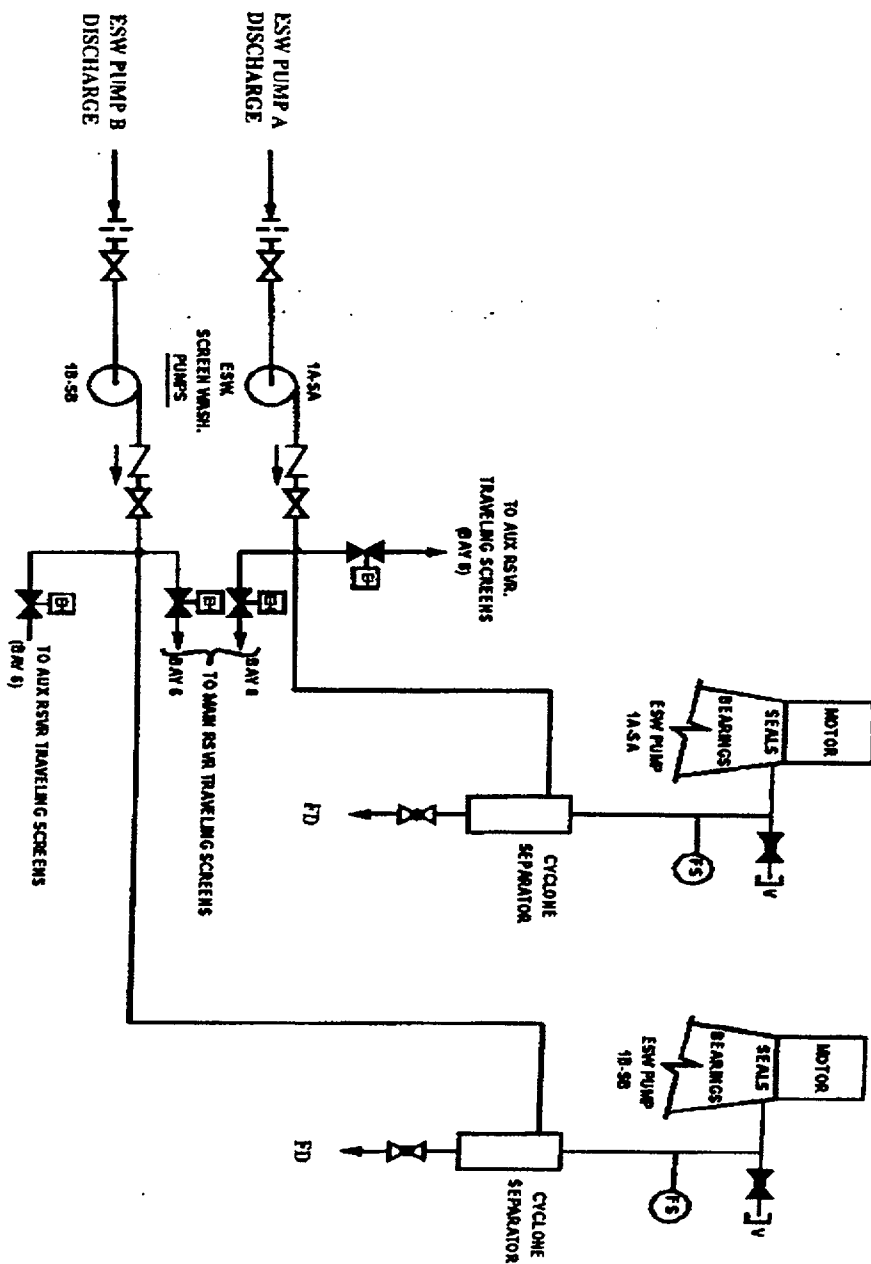 ESW PUMP A
DISCHARGE
ESW PUMP B
DISCHARGE
1A-SA
ESW.
SCREEN WASH.
PUMPS
1B-SB
TO AUX RSVR.
TRAVELING SCREENS
(BAY 8)
BAY 8
BAY 6
TO MAIN RSVR TRAVELING SCREENS
TO AUX RSVR TRAVELING SCREENS
MOTOR
SEALS
BEARINGS
ESW PUMP
1A-SA
V
FS
CYCLONE
SEPARATOR
FD
MOTOR
SEALS
BEARINGS
ESW PUMP
1B-SB
V
FS
CYCLONE
SEPARATOR
FD